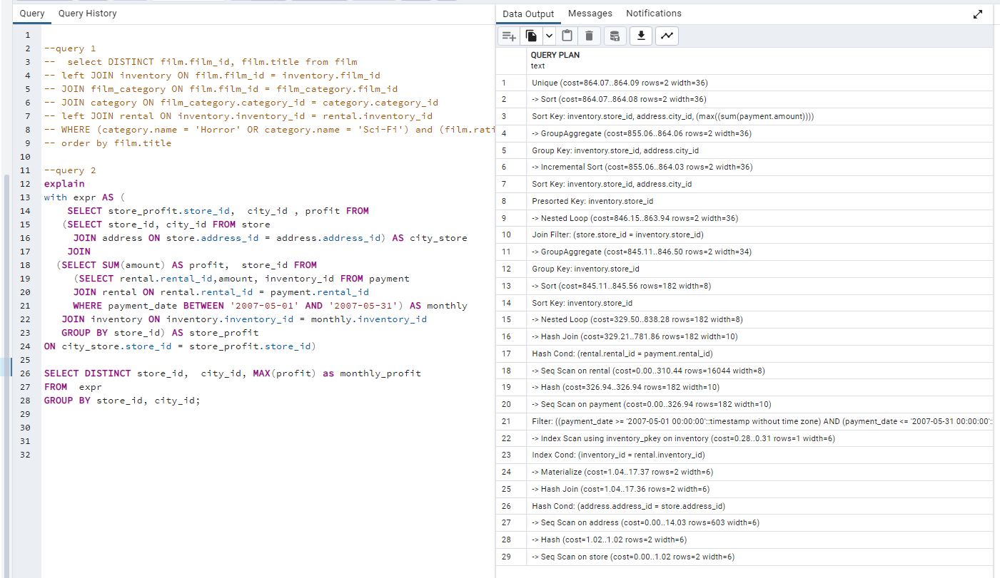 Query Query History
1
2 --query 1
3 --  select DISTINCT film.film_id, film.title from film
4 -- left JOIN inventory ON film.film_id = inventory.film_id
5 -- JOIN film_category ON film.film_id = film_category.film_id
6 -- JOIN category ON film_category.category_id = category.category_id
7 -- left JOIN rental ON inventory.inventory_id = rental.inventory_id
8 -- WHERE (category.name = 'Horror' OR category.name = 'Sci-Fi') and (film.rati
9 -- order by film.title
10
11 --query 2
12 explain
13 with expr AS (
14     SELECT store_profit.store_id,  city_id , profit FROM
15    (SELECT store_id, city_id FROM store
16      JOIN address ON store.address_id = address.address_id) AS city_store
17     JOIN
18   (SELECT SUM(amount) AS profit,  store_id FROM
19      (SELECT rental.rental_id,amount, inventory_id FROM payment
20      JOIN rental ON rental.rental_id = payment.rental_id
21      WHERE payment_date BETWEEN '2007-05-01' AND '2007-05-31') AS monthly
22    JOIN inventory ON inventory.inventory_id = monthly.inventory_id
23    GROUP BY store_id) AS store_profit
24 ON city_store.store_id = store_profit.store_id)
25
26 SELECT DISTINCT store_id,  city_id, MAX(profit) as monthly_profit
27 FROM  expr
28 GROUP BY store_id, city_id;
29
30
31
32
Data Output Messages Notifications
QUERY PLAN
text
1 Unique (cost=864.07..864.09 rows=2 width=36)
2 -> Sort (cost=864.07..864.08 rows=2 width=36)
3 Sort Key: inventory.store_id, address.city_id, (max((sum(payment.amount))))
4 -> GroupAggregate (cost=855.06..864.06 rows=2 width=36)
5 Group Key: inventory.store_id, address.city_id
6 -> Incremental Sort (cost=855.06..864.03 rows=2 width=36)
7 Sort Key: inventory.store_id, address.city_id
8 Presorted Key: inventory.store_id
9 -> Nested Loop (cost=846.15..863.94 rows=2 width=36)
10 Join Filter: (store.store_id = inventory.store_id)
11 -> GroupAggregate (cost=845.11..846.50 rows=2 width=34)
12 Group Key: inventory.store_id
13 -> Sort (cost=845.11..845.56 rows=182 width=8)
14 Sort Key: inventory.store_id
15 -> Nested Loop (cost=329.50..838.28 rows=182 width=8)
16 -> Hash Join (cost=329.21..781.86 rows=182 width=10)
17 Hash Cond: (rental.rental_id = payment.rental_id)
18 -> Seq Scan on rental (cost=0.00..310.44 rows=16044 width=8)
19 -> Hash (cost=326.94..326.94 rows=182 width=10)
20 -> Seq Scan on payment (cost=0.00..326.94 rows=182 width=10)
21 Filter: ((payment_date >= '2007-05-01 00:00:00'::timestamp without time zone) AND (payment_date <= '2007-05-31 00:00:00'::
22 -> Index Scan using inventory_pkey on inventory (cost=0.28..0.31 rows=1 width=6)
23 Index Cond: (inventory_id = rental.inventory_id)
24 -> Materialize (cost=1.04..17.37 rows=2 width=6)
25 -> Hash Join (cost=1.04..17.36 rows=2 width=6)
26 Hash Cond: (address.address_id = store.address_id)
27 -> Seq Scan on address (cost=0.00..14.03 rows=603 width=6)
28 -> Hash (cost=1.02..1.02 rows=2 width=6)
29 -> Seq Scan on store (cost=0.00..1.02 rows=2 width=6)